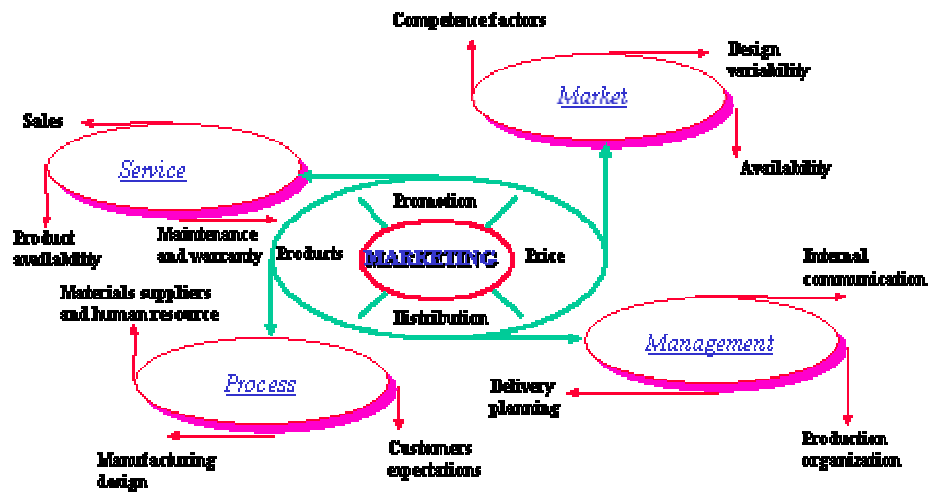 Competence factors
Design
variability
Market
Sales
Service
Availability
Promotion
Product
availability
Maintenance
and warranty
Products
MARKETING
Price
Internal
communication
Materials suppliers
and human resource
Distribution
Management
Process
Delivery
planning
Customers
expectations
Production
organization
Manufacturing
design